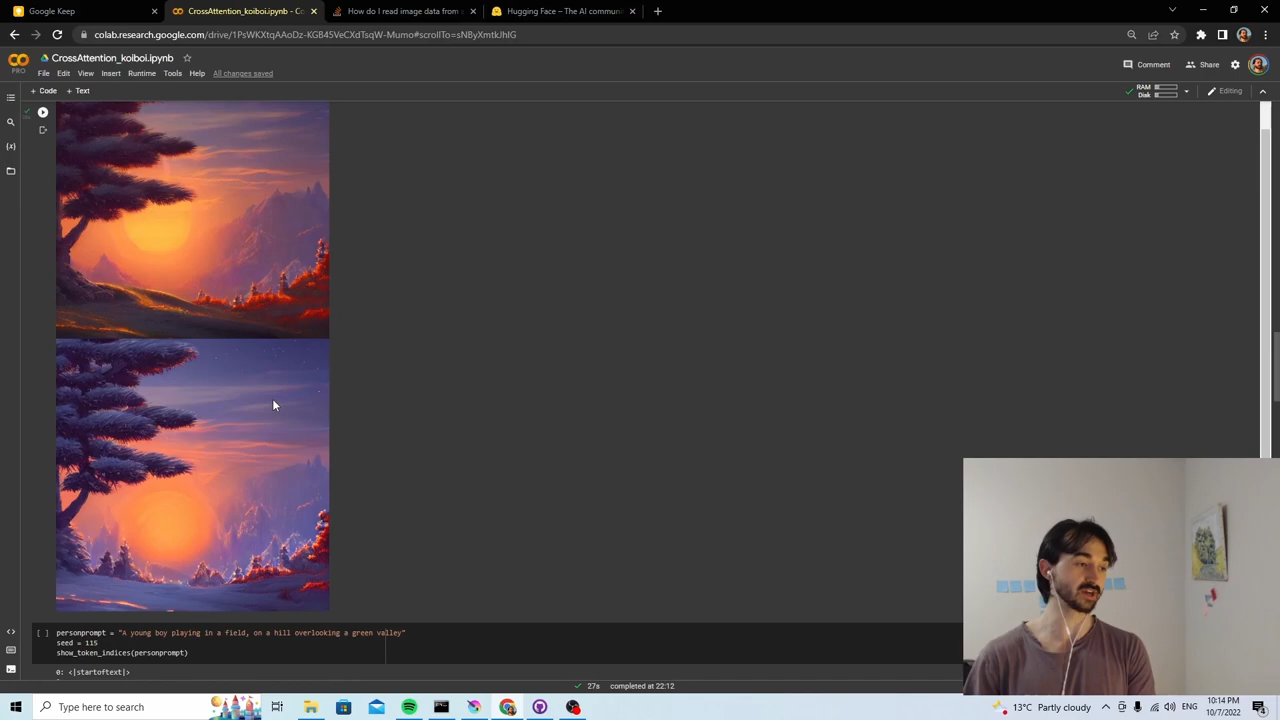 Google Keep
CrossAttention_koiboi.ipynb - Co
How do I read image data from a
Hugging Face – The AI communi
colab.research.google.com/drive/1PsWKXtqAAoDz-KGB45VeCXdTsqW-Mumo#scrollTo=sNByXmtkJhlG
CrossAttention_koiboi.ipynb
PRO
File Edit View Insert Runtime Tools Help All changes saved
Comment
Share
+ Code + Text
RAM
Disk
Editing
[ ] personprompt = "A young boy playing in a field, on a hill overlooking a green valley"
seed = 115
show_token_indices(personprompt)
0: <|startoftext|>
27s completed at 22:12
Type here to search
13°C Partly cloudy
ENG
10:14 PM
10/7/2022